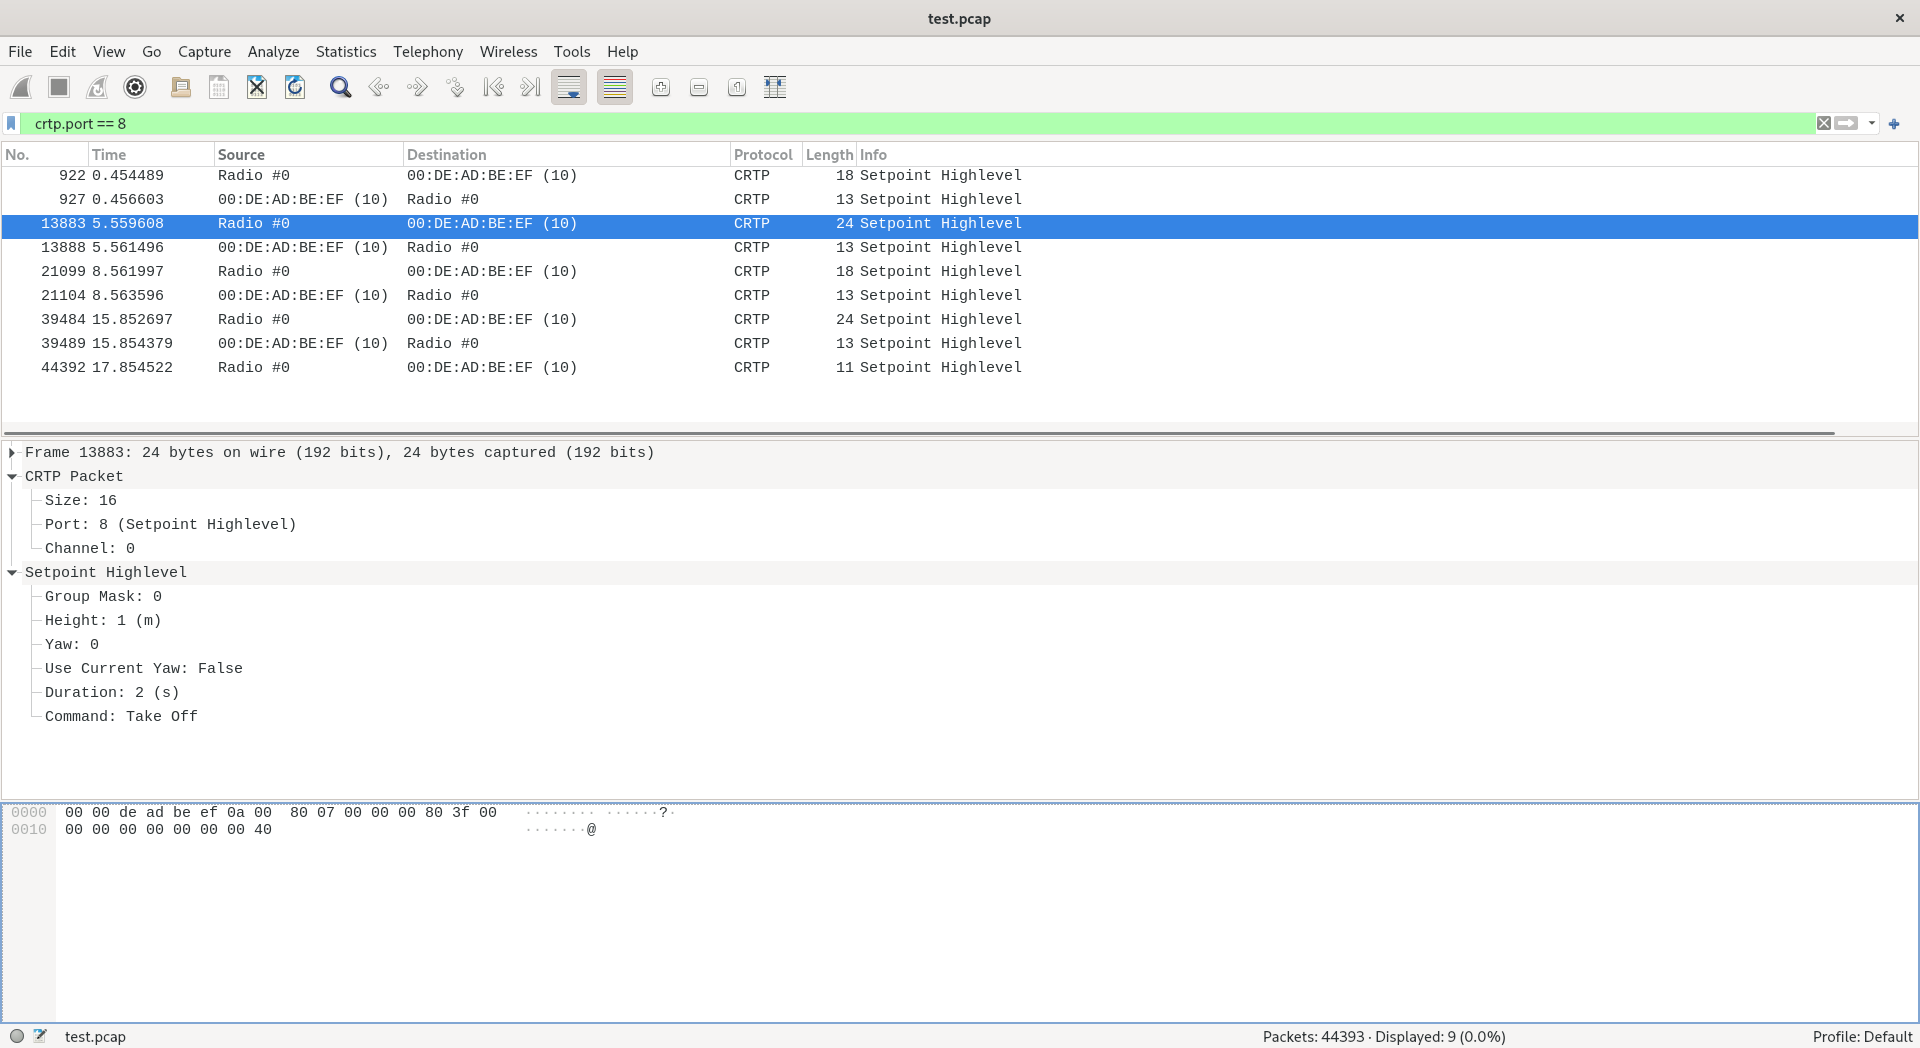 test.pcap
File Edit View Go Capture Analyze Statistics Telephony Wireless Tools Help
crtp.port == 8
No. Time Source Destination Protocol Length Info
922 0.454489 Radio #0 00:DE:AD:BE:EF (10) CRTP 18 Setpoint Highlevel
927 0.456603 00:DE:AD:BE:EF (10) Radio #0 CRTP 13 Setpoint Highlevel
13883 5.559608 Radio #0 00:DE:AD:BE:EF (10) CRTP 24 Setpoint Highlevel
13888 5.561496 00:DE:AD:BE:EF (10) Radio #0 CRTP 13 Setpoint Highlevel
21099 8.561997 Radio #0 00:DE:AD:BE:EF (10) CRTP 18 Setpoint Highlevel
21104 8.563596 00:DE:AD:BE:EF (10) Radio #0 CRTP 13 Setpoint Highlevel
39484 15.852697 Radio #0 00:DE:AD:BE:EF (10) CRTP 24 Setpoint Highlevel
39489 15.854379 00:DE:AD:BE:EF (10) Radio #0 CRTP 13 Setpoint Highlevel
44392 17.854522 Radio #0 00:DE:AD:BE:EF (10) CRTP 11 Setpoint Highlevel
Frame 13883: 24 bytes on wire (192 bits), 24 bytes captured (192 bits)
CRTP Packet
Size: 16
Port: 8 (Setpoint Highlevel)
Channel: 0
Setpoint Highlevel
Group Mask: 0
Height: 1 (m)
Yaw: 0
Use Current Yaw: False
Duration: 2 (s)
Command: Take Off
0000 00 00 de ad be ef 0a 00 80 07 00 00 00 80 3f 00 ········ ······?·
0010 00 00 00 00 00 00 00 40 ·······@
test.pcap Packets: 44393 · Displayed: 9 (0.0%) Profile: Default